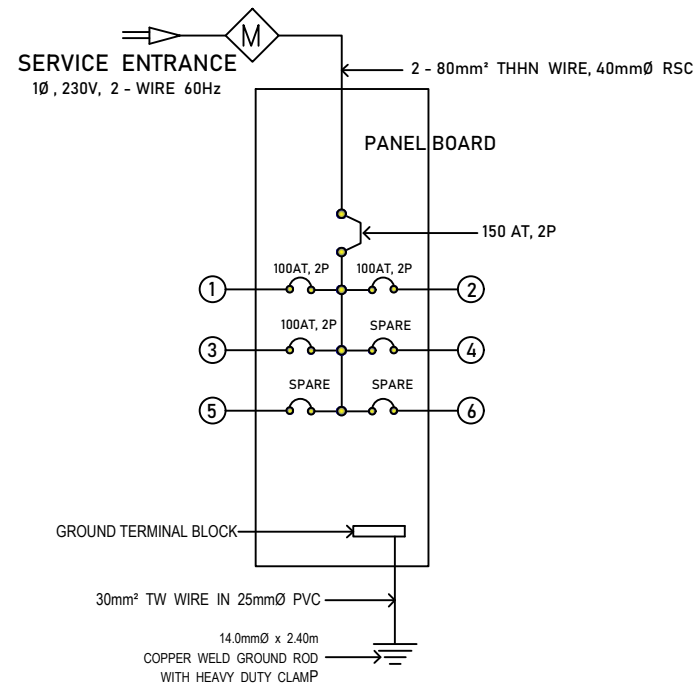 M
SERVICE ENTRANCE
1Ø , 230V, 2 - WIRE 60Hz
2 - 80mm² THHN WIRE, 40mmØ RSC
PANEL BOARD
150 AT, 2P
100AT, 2P 100AT, 2P
1 2
100AT, 2P SPARE
3 4
SPARE SPARE
5 6
GROUND TERMINAL BLOCK
30mm² TW WIRE IN 25mmØ PVC
14.0mmØ x 2.40m
COPPER WELD GROUND ROD
WITH HEAVY DUTY CLAMP